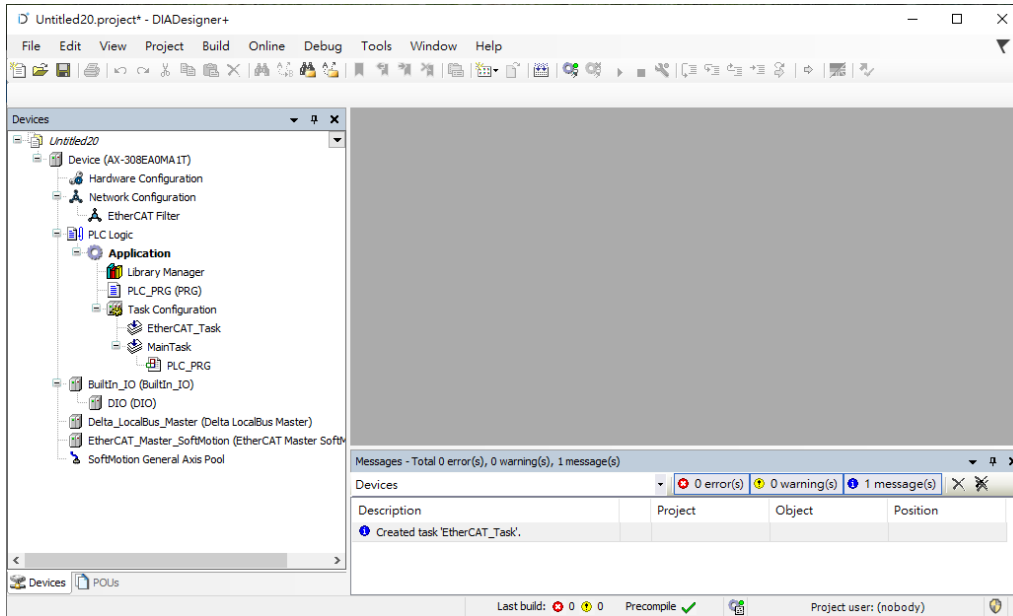 Untitled20.project* - DIADesigner+
File Edit View Project Build Online Debug Tools Window Help
Devices
Untitled20
Device (AX-308EA0MA1T)
Hardware Configuration
Network Configuration
EtherCAT Filter
PLC Logic
Application
Library Manager
PLC_PRG (PRG)
Task Configuration
EtherCAT_Task
MainTask
PLC_PRG
BuiltIn_IO (BuiltIn_IO)
DIO (DIO)
Delta_LocalBus_Master (Delta LocalBus Master)
EtherCAT_Master_SoftMotion (EtherCAT Master SoftM
SoftMotion General Axis Pool
Devices POUs
Messages - Total 0 error(s), 0 warning(s), 1 message(s)
Devices 0 error(s) 0 warning(s) 1 message(s)
Description Project Object Position
Created task 'EtherCAT_Task'.
Last build: 0 0 Precompile Project user: (nobody)